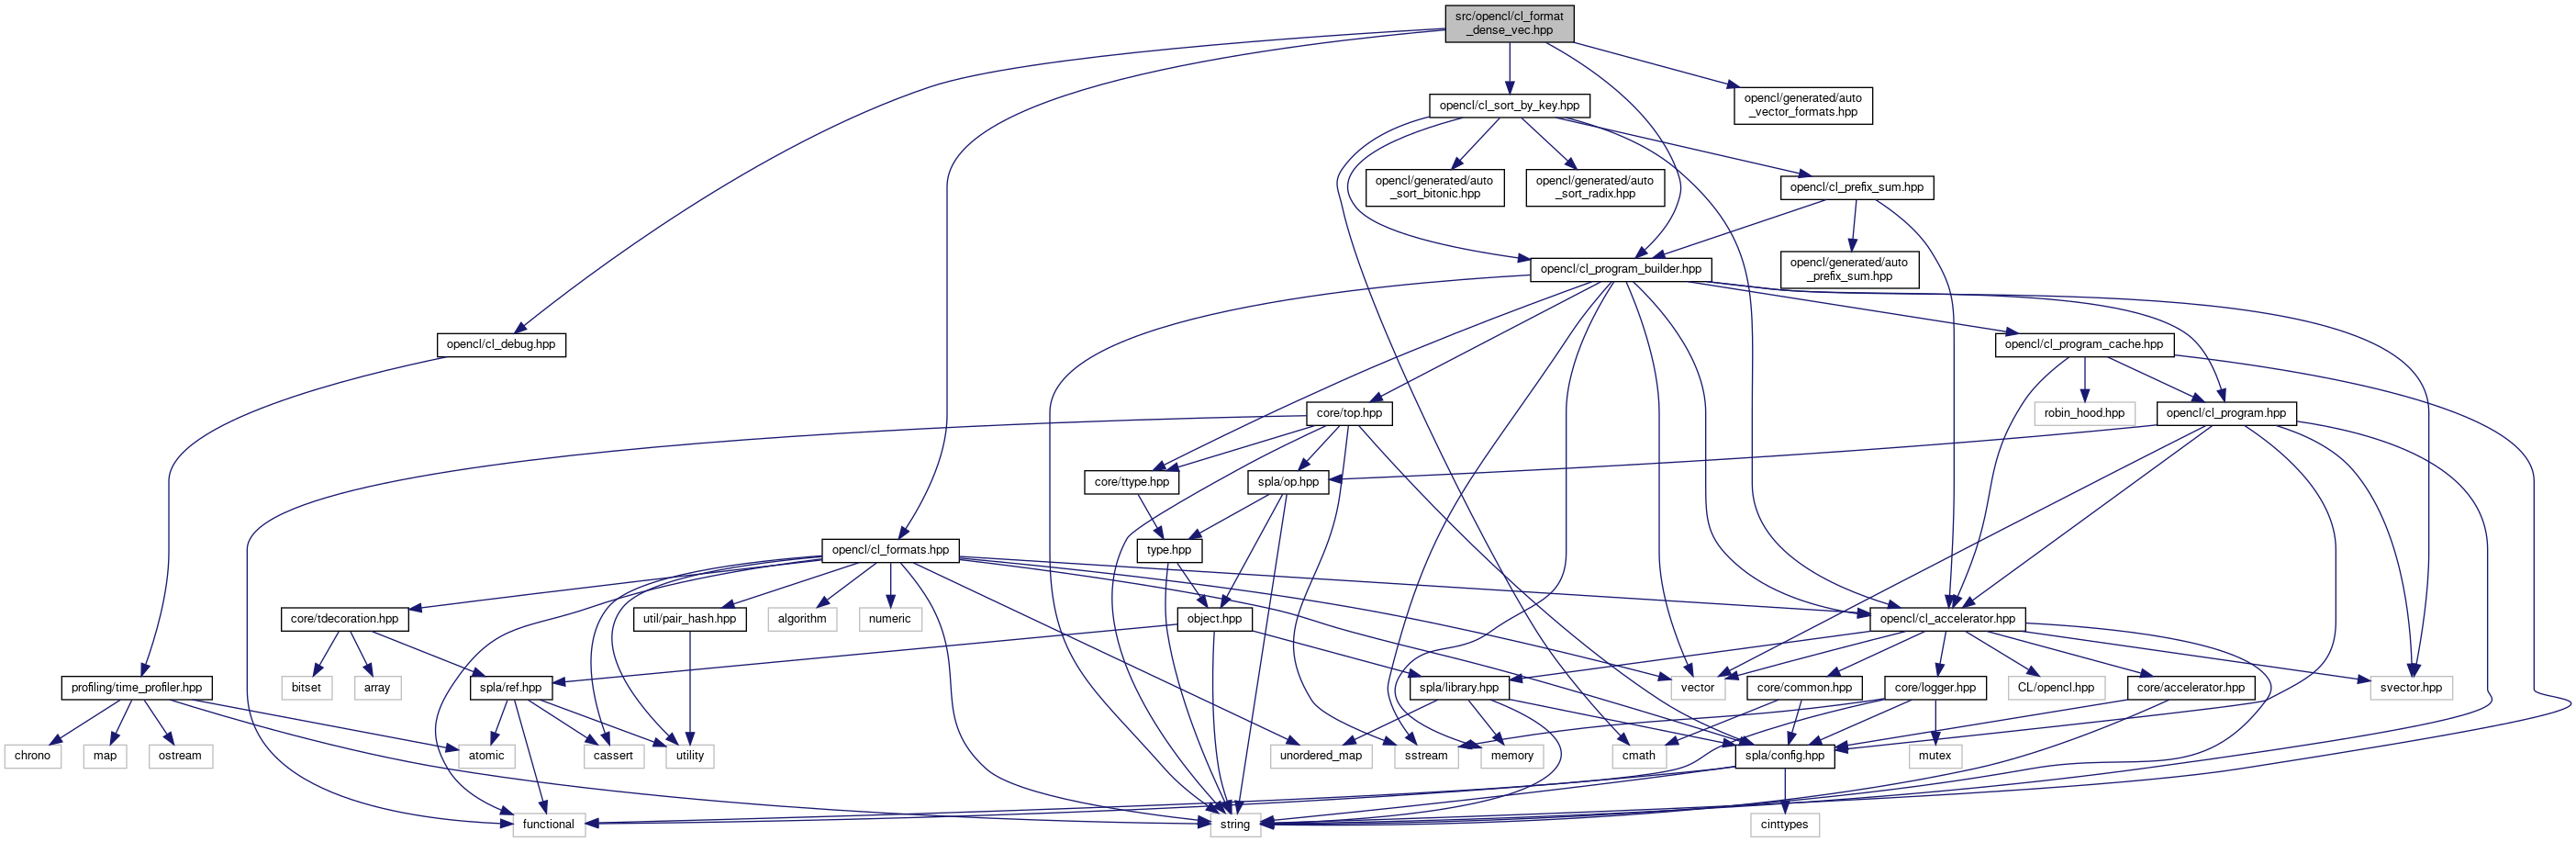 src/opencl/cl_format
_dense_vec.hpp
opencl/cl_sort_by_key.hpp
opencl/generated/auto
_vector_formats.hpp
opencl/generated/auto
_sort_bitonic.hpp
opencl/generated/auto
_sort_radix.hpp
opencl/cl_prefix_sum.hpp
opencl/cl_program_builder.hpp
opencl/generated/auto
_prefix_sum.hpp
opencl/cl_debug.hpp
opencl/cl_program_cache.hpp
core/top.hpp
robin_hood.hpp
opencl/cl_program.hpp
core/ttype.hpp
spla/op.hpp
opencl/cl_formats.hpp
type.hpp
core/tdecoration.hpp
util/pair_hash.hpp
algorithm
numeric
object.hpp
opencl/cl_accelerator.hpp
profiling/time_profiler.hpp
bitset
array
spla/ref.hpp
spla/library.hpp
vector
core/common.hpp
core/logger.hpp
CL/opencl.hpp
core/accelerator.hpp
svector.hpp
chrono
map
ostream
atomic
cassert
utility
unordered_map
sstream
memory
cmath
spla/config.hpp
mutex
functional
string
cinttypes